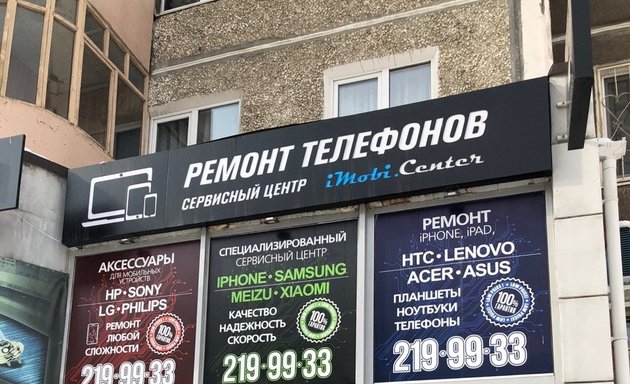 РЕМОНТ ТЕЛЕФОНОВ
СЕРВИСНЫЙ ЦЕНТР iMobi.Center
АКСЕССУАРЫ
ДЛЯ МОБИЛЬНЫХ
УСТРОЙСТВ
HP•SONY
LG•PHILIPS
РЕМОНТ
ЛЮБОЙ
СЛОЖНОСТИ
100%
ГАРАНТИЯ
219-99-33
СПЕЦИАЛИЗИРОВАННЫЙ
СЕРВИСНЫЙ ЦЕНТР
IPHONE•SAMSUNG
MEIZU•XIAOMI
КАЧЕСТВО
НАДЕЖНОСТЬ
СКОРОСТЬ
100%
ГАРАНТИЯ
219-99-33
РЕМОНТ
IPHONE, IPAD,
HTC•LENOVO
ACER•ASUS
ПЛАНШЕТЫ
НОУТБУКИ
ТЕЛЕФОНЫ
100%
ГАРАНТИЯ
219-99-33